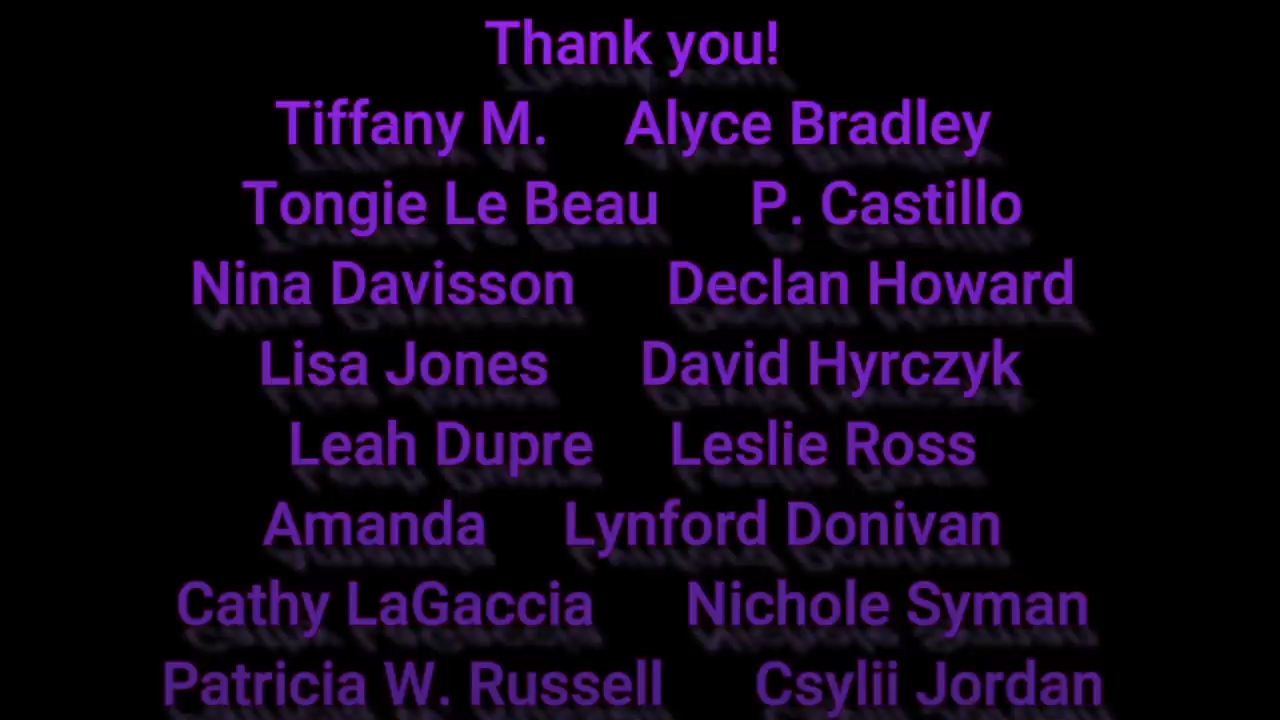 Thank you!
Tiffany M. Alyce Bradley
Tongie Le Beau P. Castillo
Nina Davisson Declan Howard
Lisa Jones David Hyrczyk
Leah Dupre Leslie Ross
Amanda Lynford Donivan
Cathy LaGaccia Nichole Syman
Patricia W. Russell Csylii Jordan